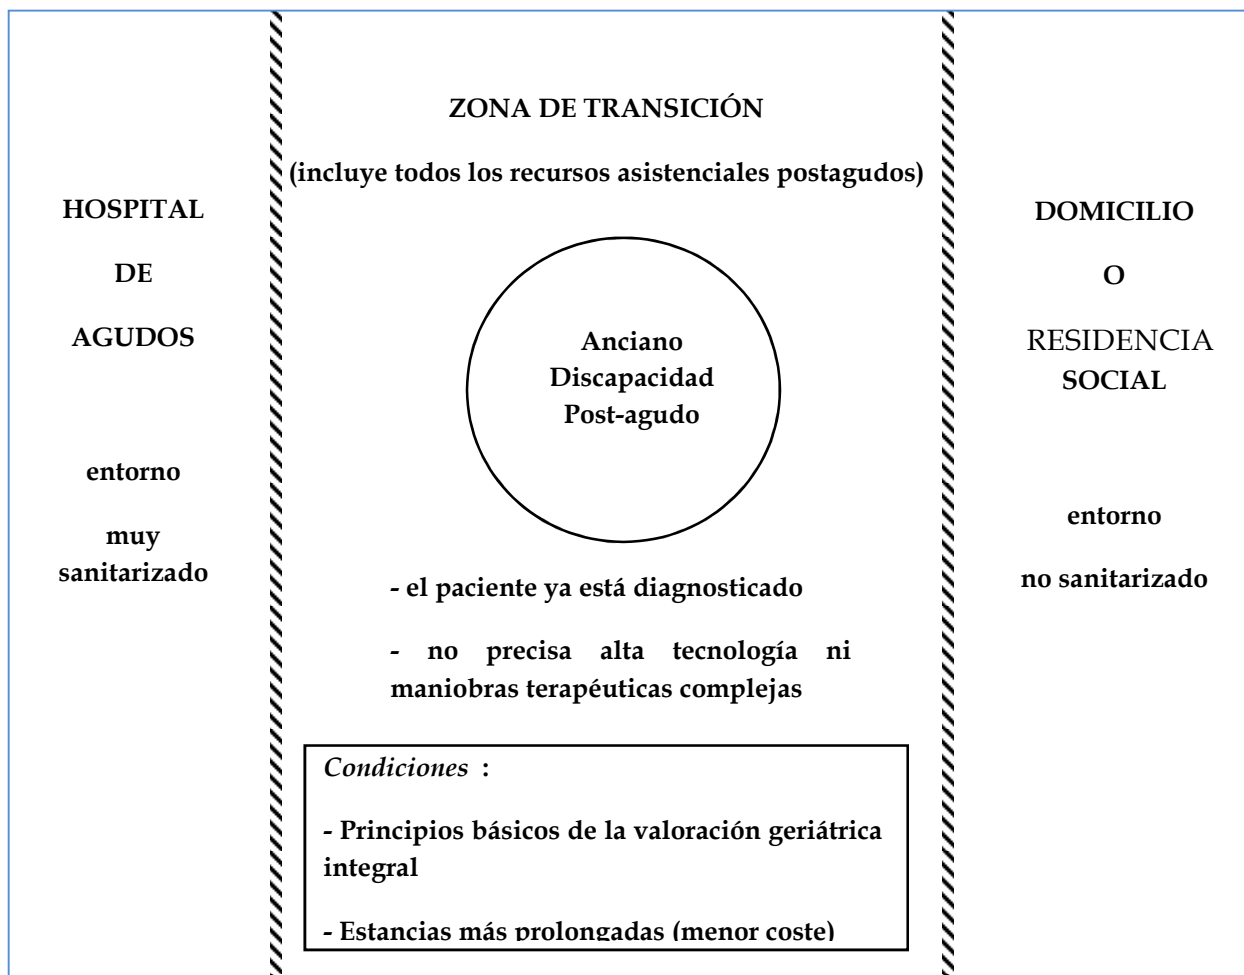 HOSPITAL
DE
AGUDOS
entorno
muy
sanitarizado
ZONA DE TRANSICIÓN
(incluye todos los recursos asistenciales postagudos)
Anciano
Discapacidad
Post-agudo
- el paciente ya está diagnosticado
- no precisa alta tecnología ni
maniobras terapéuticas complejas
Condiciones :
- Principios básicos de la valoración geriátrica
integral
- Estancias más prolongadas (menor coste)
DOMICILIO
O
RESIDENCIA
SOCIAL
entorno
no sanitarizado